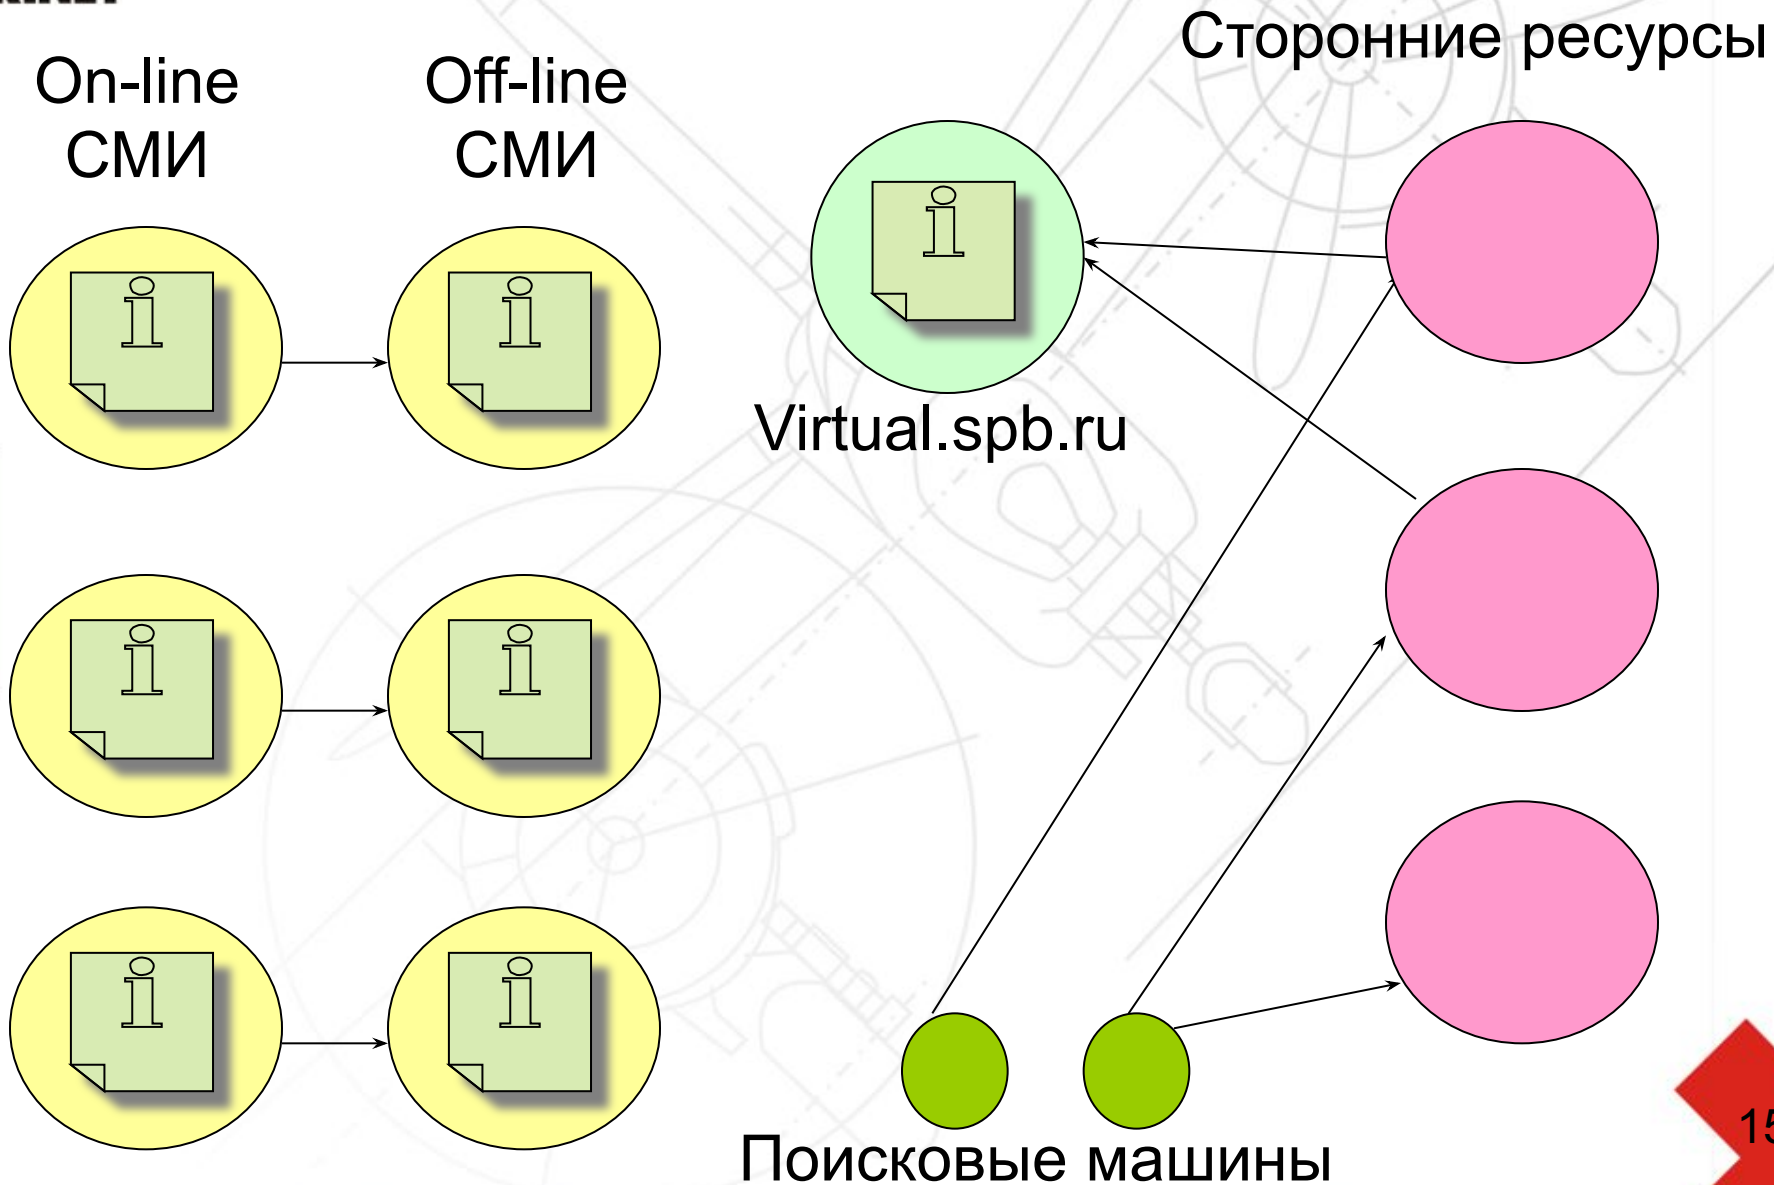 Сторонние ресурсы
On-line
СМИ
Off-line
СМИ
i
i
i
Virtual.spb.ru
i
i
i
i
Поисковые машины